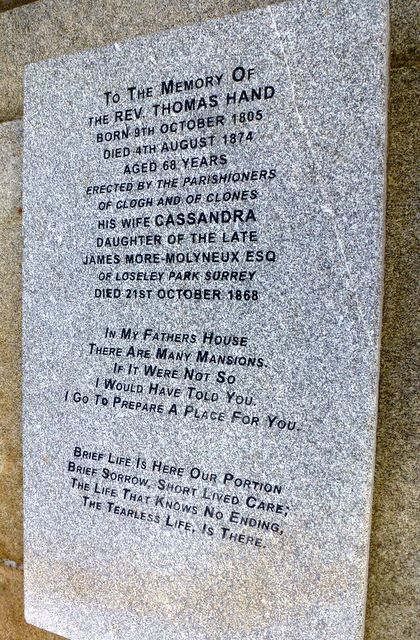 To The Memory Of
THE REV. THOMAS HAND
BORN 9TH OCTOBER 1805
DIED 4TH AUGUST 1874
AGED 68 YEARS
ERECTED BY THE PARISHIONERS
OF CLOGH AND OF CLONES
HIS WIFE CASSANDRA
DAUGHTER OF THE LATE
JAMES MORE-MOLYNEUX ESQ
OF LOSELEY PARK SURREY
DIED 21ST OCTOBER 1868
In My Fathers House
There Are Many Mansions.
If It Were Not So
I Would Have Told You.
I Go To Prepare A Place For You.
Brief Life Is Here Our Portion
Brief Sorrow, Short Lived Care;
The Life That Knows No Ending,
The Tearless Life, Is There.